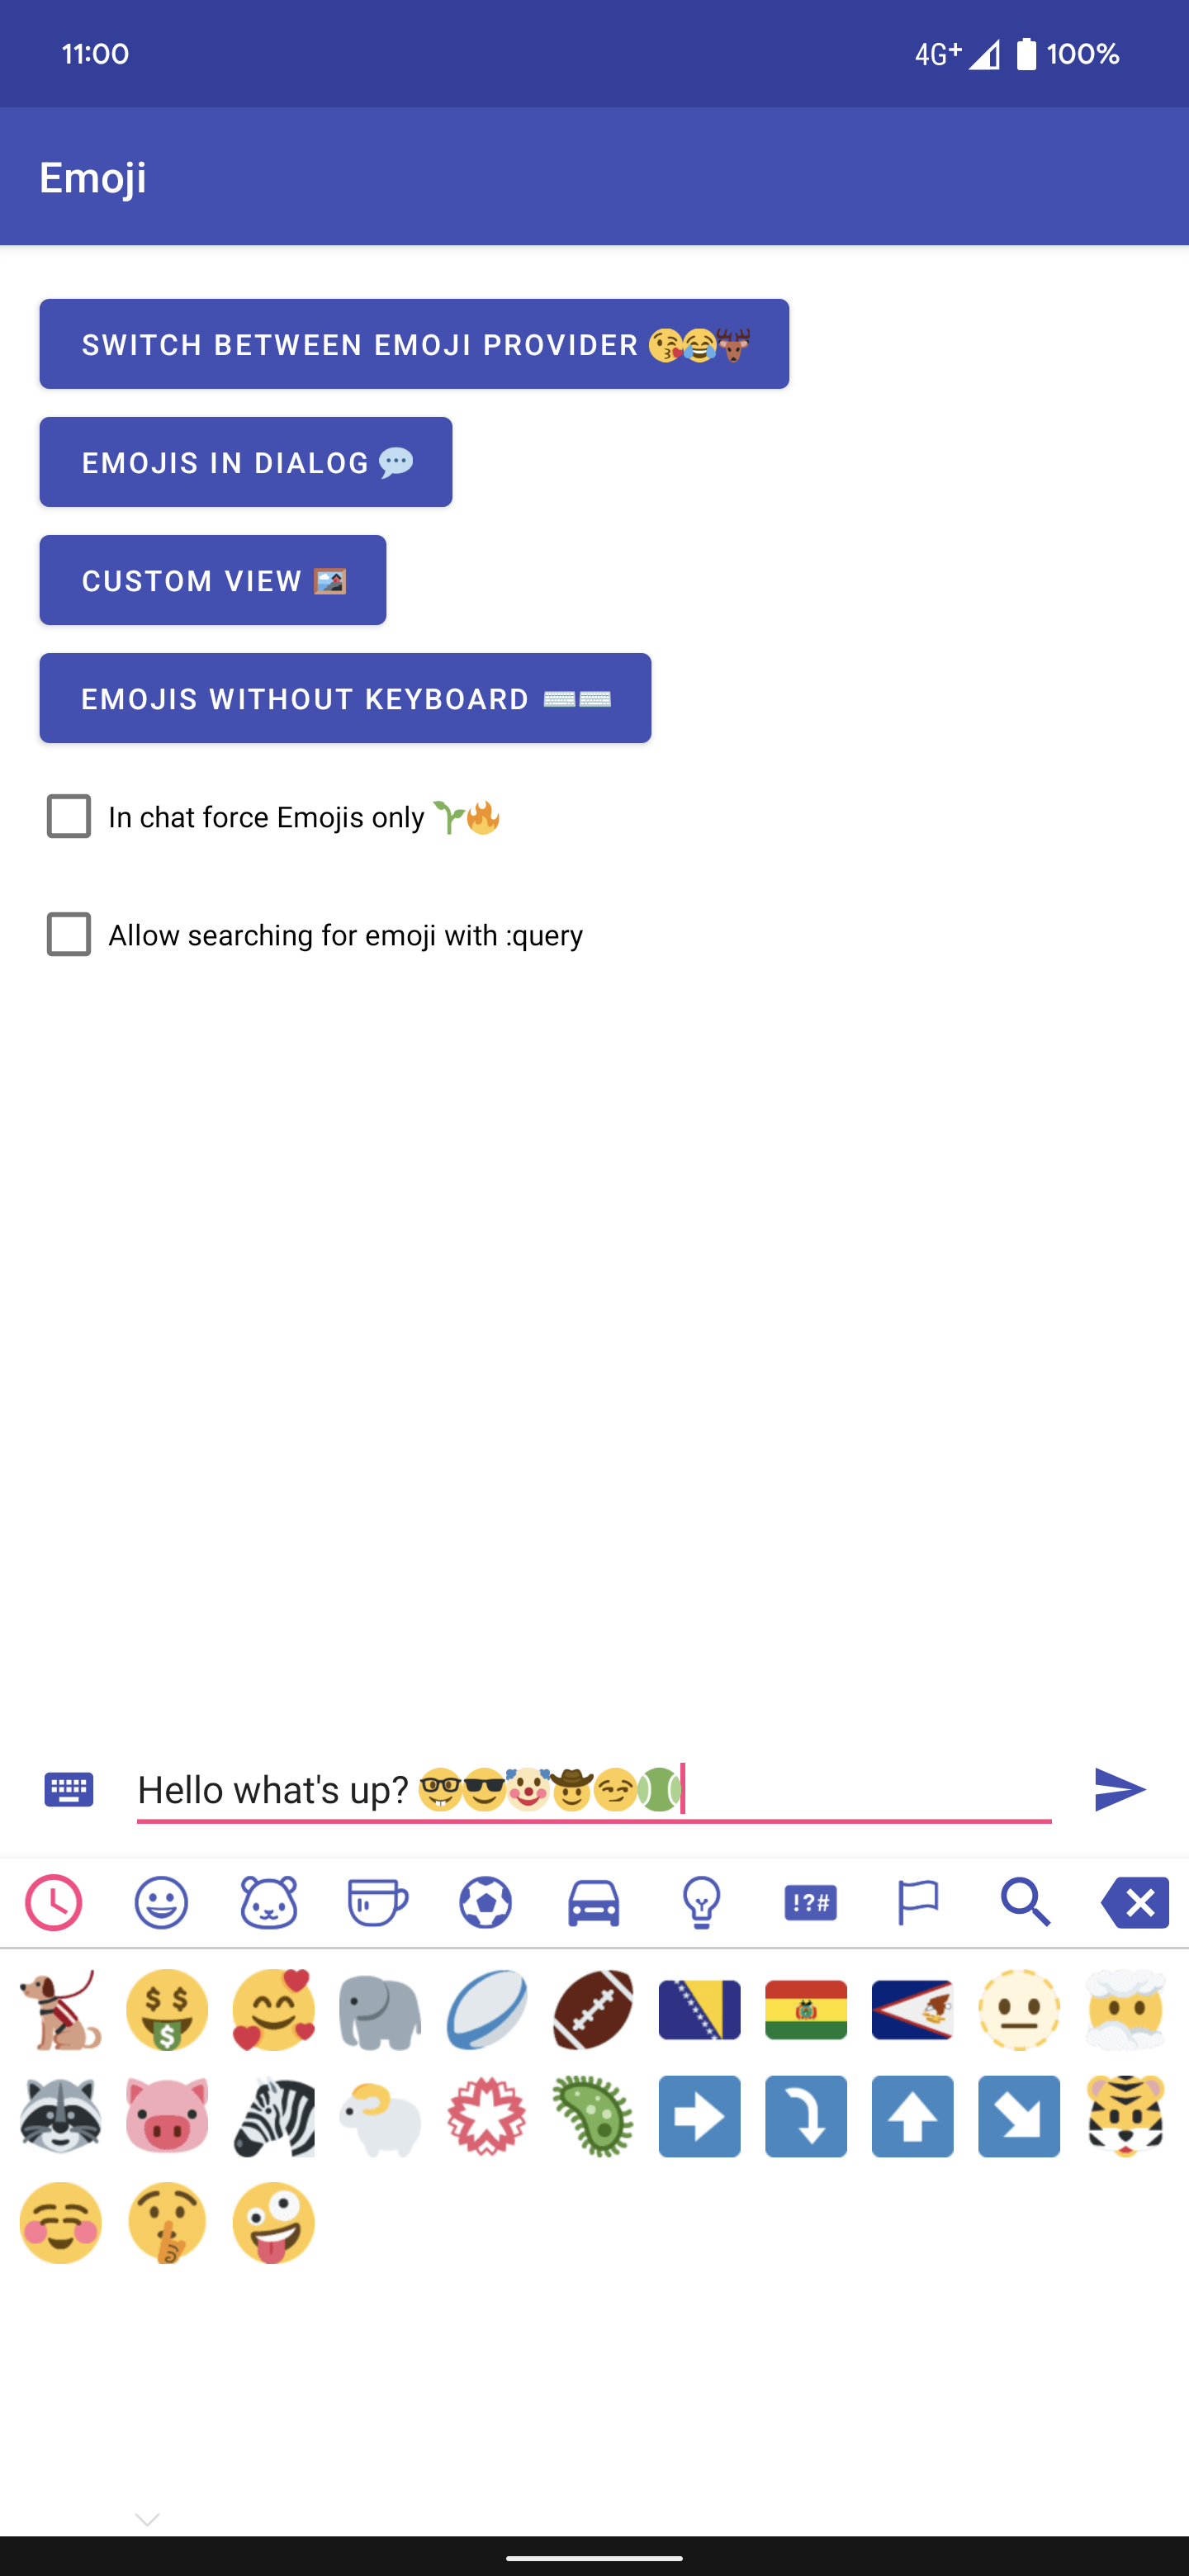 11:00 4G+ 100%
Emoji
SWITCH BETWEEN EMOJI PROVIDER 😘😂🦌
EMOJIS IN DIALOG 💬
CUSTOM VIEW 🖼️
EMOJIS WITHOUT KEYBOARD ⌨️⌨️
In chat force Emojis only 🌱🔥
Allow searching for emoji with :query
Hello what's up? 🤓😎🤡🤠😏🎾
!?#